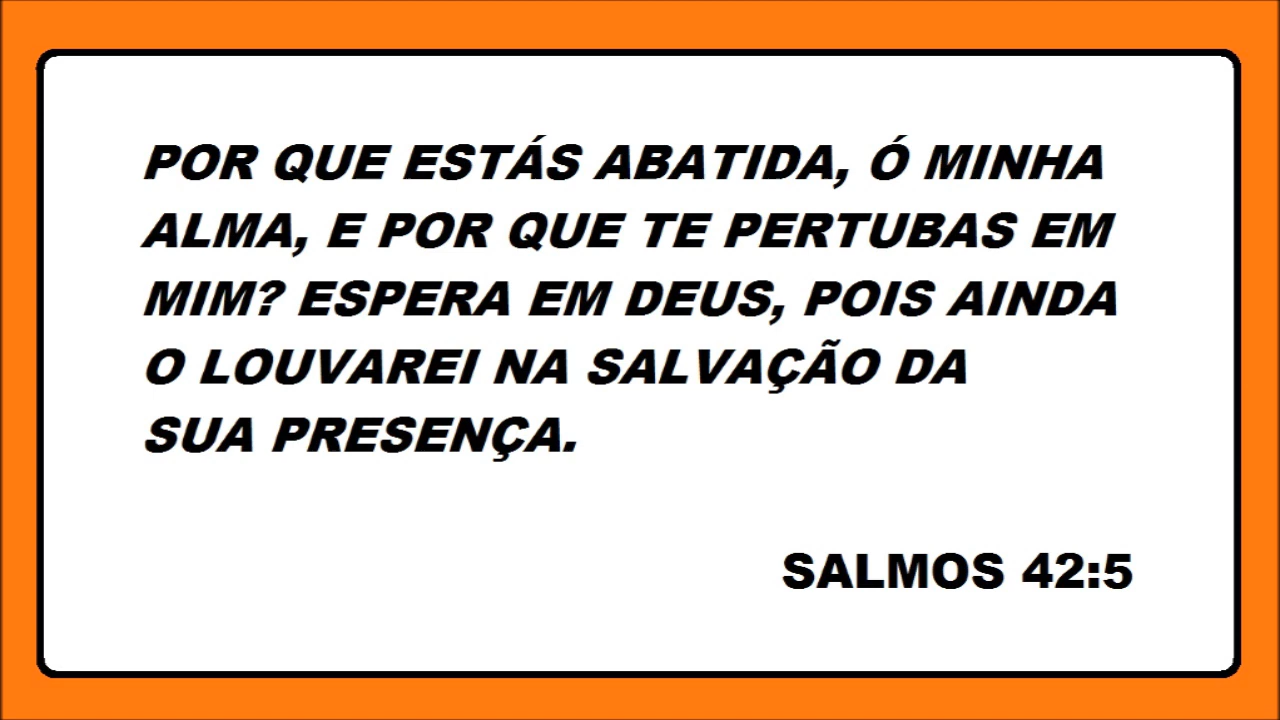 POR QUE ESTÁS ABATIDA, Ó MINHA
ALMA, E POR QUE TE PERTUBAS EM
MIM? ESPERA EM DEUS, POIS AINDA
O LOUVAREI NA SALVAÇÃO DA
SUA PRESENÇA.
SALMOS 42:5